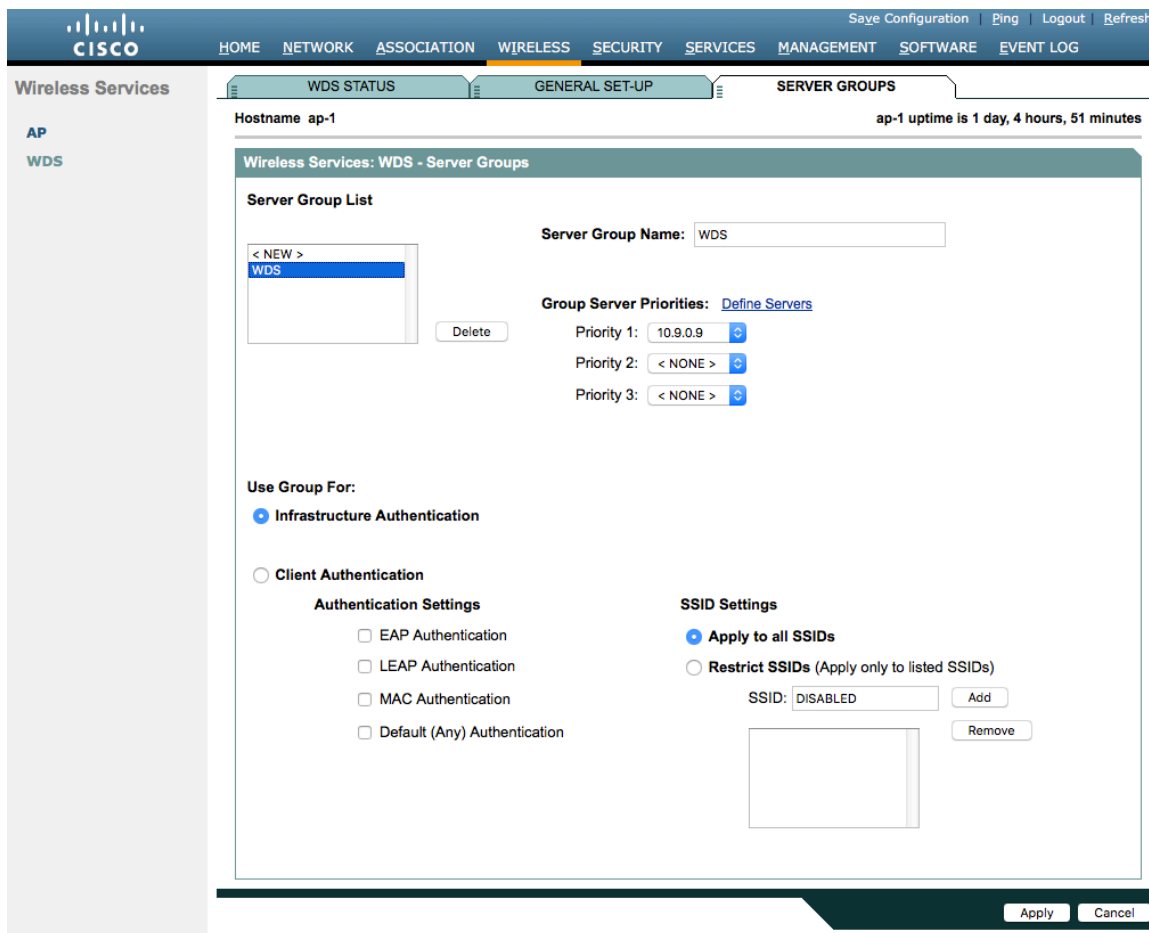 Save Configuration | Ping | Logout | Refresh
CISCO
HOME NETWORK ASSOCIATION WIRELESS SECURITY SERVICES MANAGEMENT SOFTWARE EVENT LOG
Wireless Services
AP
WDS
WDS STATUS GENERAL SET-UP SERVER GROUPS
Hostname ap-1 ap-1 uptime is 1 day, 4 hours, 51 minutes
Wireless Services: WDS - Server Groups
Server Group List
Server Group Name: WDS
< NEW >
WDS
Delete
Group Server Priorities: Define Servers
Priority 1: 10.9.0.9
Priority 2: < NONE >
Priority 3: < NONE >
Use Group For:
Infrastructure Authentication
Client Authentication
Authentication Settings
EAP Authentication
LEAP Authentication
MAC Authentication
Default (Any) Authentication
SSID Settings
Apply to all SSIDs
Restrict SSIDs (Apply only to listed SSIDs)
SSID: DISABLED Add
Remove
Apply Cancel